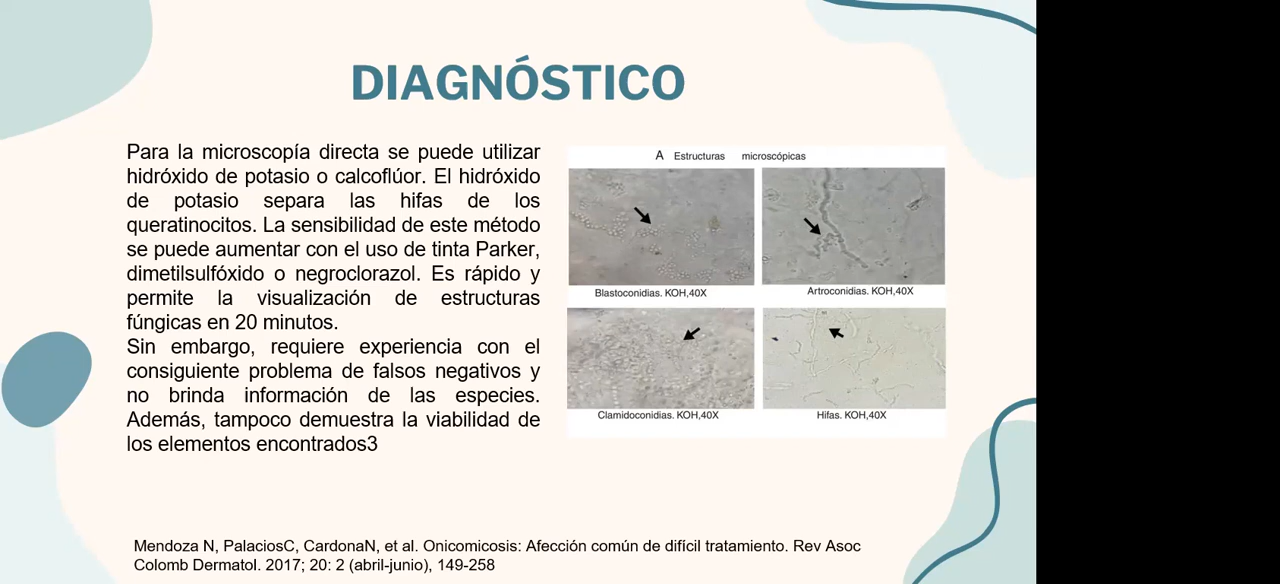 DIAGNÓSTICO
Para la microscopía directa se puede utilizar
hidróxido de potasio o calcoflúor. El hidróxido
de potasio separa las hifas de los
queratinocitos. La sensibilidad de este método
se puede aumentar con el uso de tinta Parker,
dimetilsulfóxido o negroclorazol. Es rápido y
permite la visualización de estructuras
fúngicas en 20 minutos.
Sin embargo, requiere experiencia con el
consiguiente problema de falsos negativos y
no brinda información de las especies.
Además, tampoco demuestra la viabilidad de
los elementos encontrados3
A Estructuras microscópicas
Blastoconidias. KOH,40X
Artroconidias. KOH,40X
Clamidoconidias. KOH,40X
Hifas. KOH,40X
Mendoza N, PalaciosC, CardonaN, et al. Onicomicosis: Afección común de difícil tratamiento. Rev Asoc
Colomb Dermatol. 2017; 20: 2 (abril-junio), 149-258